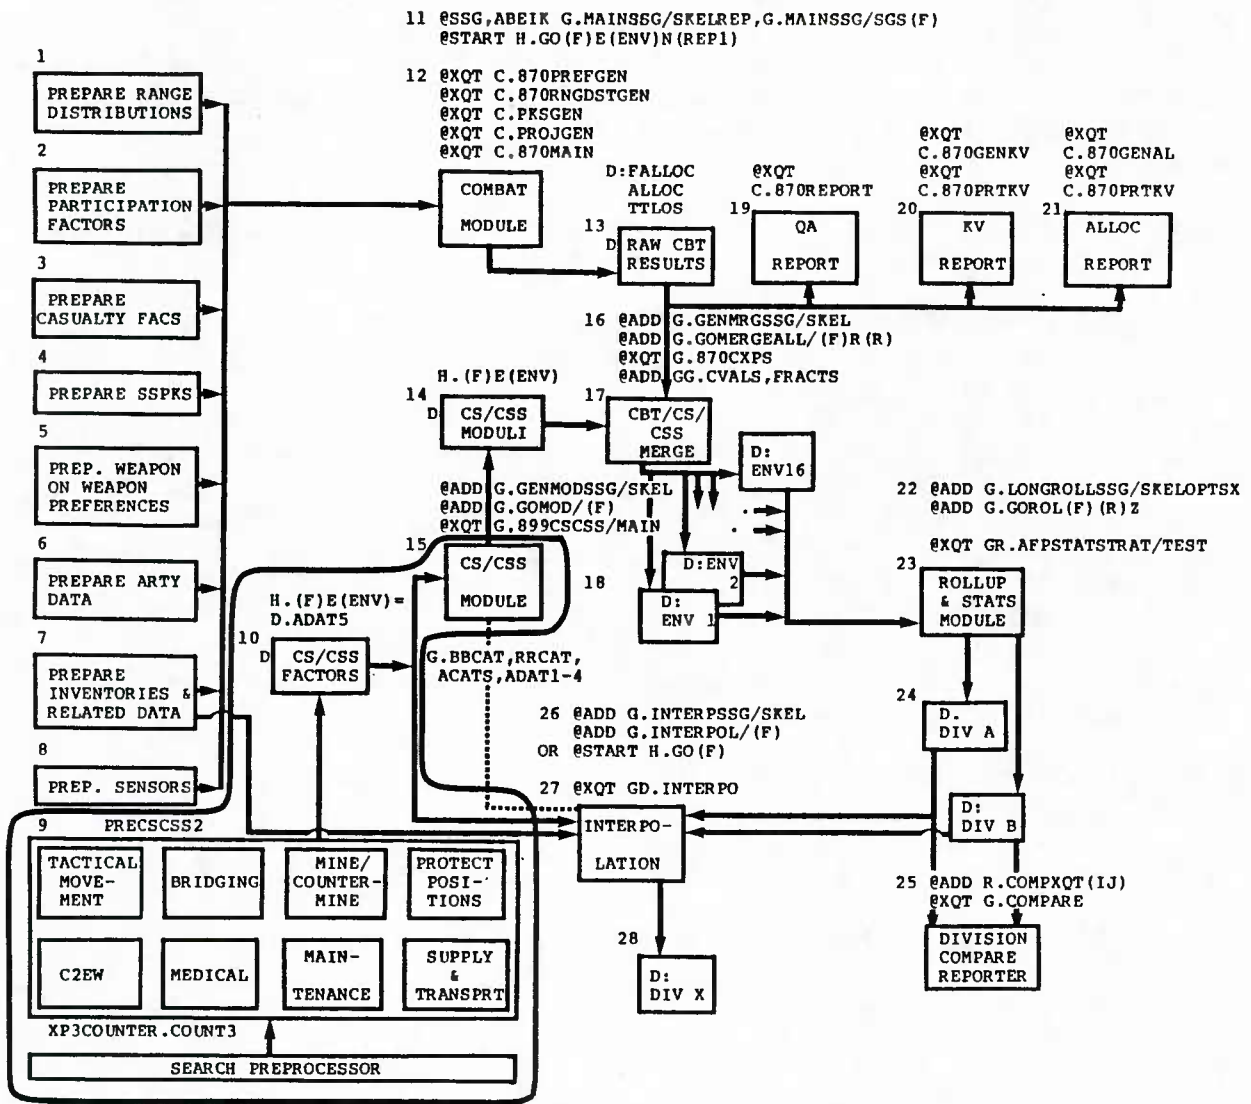 11 @SSG,ABEIK G.MAINSSG/SKELREP,G.MAINSSG/SGS(F)
@START H.GO(F)E(ENV)N(REP1)
1
PREPARE RANGE
DISTRIBUTIONS
2
PREPARE
PARTICIPATION
FACTORS
3
PREPARE
CASUALTY FACS
4
PREPARE SSPKS
5
PREP. WEAPON
ON WEAPON
PREFERENCES
6
PREPARE ARTY
DATA
7
PREPARE
INVENTORIES &
RELATED DATA
8
PREP. SENSORS
12 @XQT C.870PREFGEN
@XQT C.870RNGDSTGEN
@XQT C.PKSGEN
@XQT C.PROJGEN
@XQT C.870MAIN
COMBAT
MODULE
D:FALLOC
ALLOC
TTLOS
13
D
RAW CBT
RESULTS
@XQT
C.870REPORT
19
QA
REPORT
@XQT
C.870GENKV
@XQT
C.870PRTKV
20
KV
REPORT
@XQT
C.870GENAL
@XQT
C.870PRTKV
21
ALLOC
REPORT
16 @ADD G.GENMRGSSG/SKEL
@ADD G.GOMERGEALL/(F)R(R)
@XQT G.870CXPS
@ADD GG.CVALS,FRACTS
H.(F)E(ENV)
14
D
CS/CSS
MODULI
17
CBT/CS/
CSS
MERGE
D:
ENV16
@ADD G.GENMODSSG/SKEL
@ADD G.GOMOD/(F)
@XQT G.899CSCSS/MAIN
15
CS/CSS
MODULE
18
D:ENV
2
D:
ENV 1
22 @ADD G.LONGROLLSSG/SKELOPTSX
@ADD G.GOROL(F)(R)Z
@XQT GR.AFPSTATSTRAT/TEST
23
ROLLUP
& STATS
MODULE
H.(F)E(ENV)=
D.ADAT5
10
D
CS/CSS
FACTORS
G.BBCAT,RRCAT,
ACATS,ADAT1-4
24
D.
DIV A
26 @ADD G.INTERPSSG/SKEL
@ADD G.INTERPOL/(F)
OR @START H.GO(F)
27 @XQT GD.INTERPO
INTERPO-
LATION
D:
DIV B
25 @ADD R.COMPXQT(IJ)
@XQT G.COMPARE
DIVISION
COMPARE
REPORTER
28
D:
DIV X
9 PRECSCSS2
TACTICAL
MOVE-
MENT
BRIDGING
MINE/
COUNTER-
MINE
PROTECT
POSI-
TIONS
C2EW
MEDICAL
MAIN-
TENANCE
SUPPLY
&
TRANSPRT
XP3COUNTER.COUNT3
SEARCH PREPROCESSOR